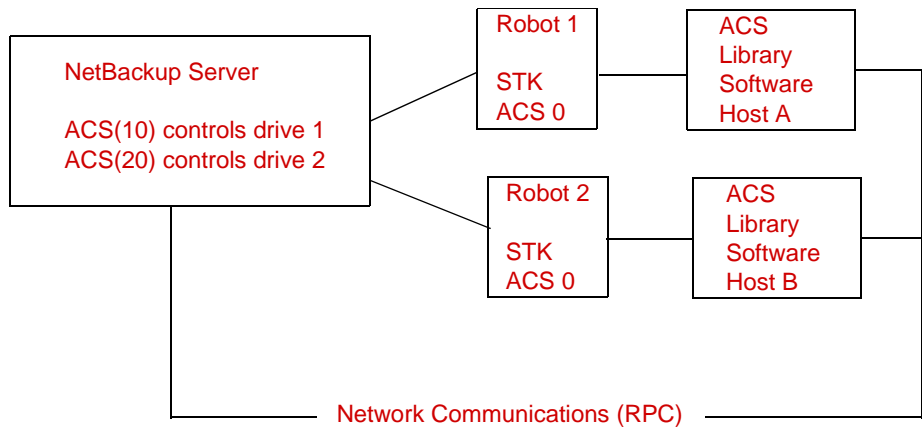 NetBackup Server
ACS(10) controls drive 1
ACS(20) controls drive 2
Robot 1
STK
ACS 0
ACS
Library
Software
Host A
Robot 2
STK
ACS 0
ACS
Library
Software
Host B
Network Communications (RPC)